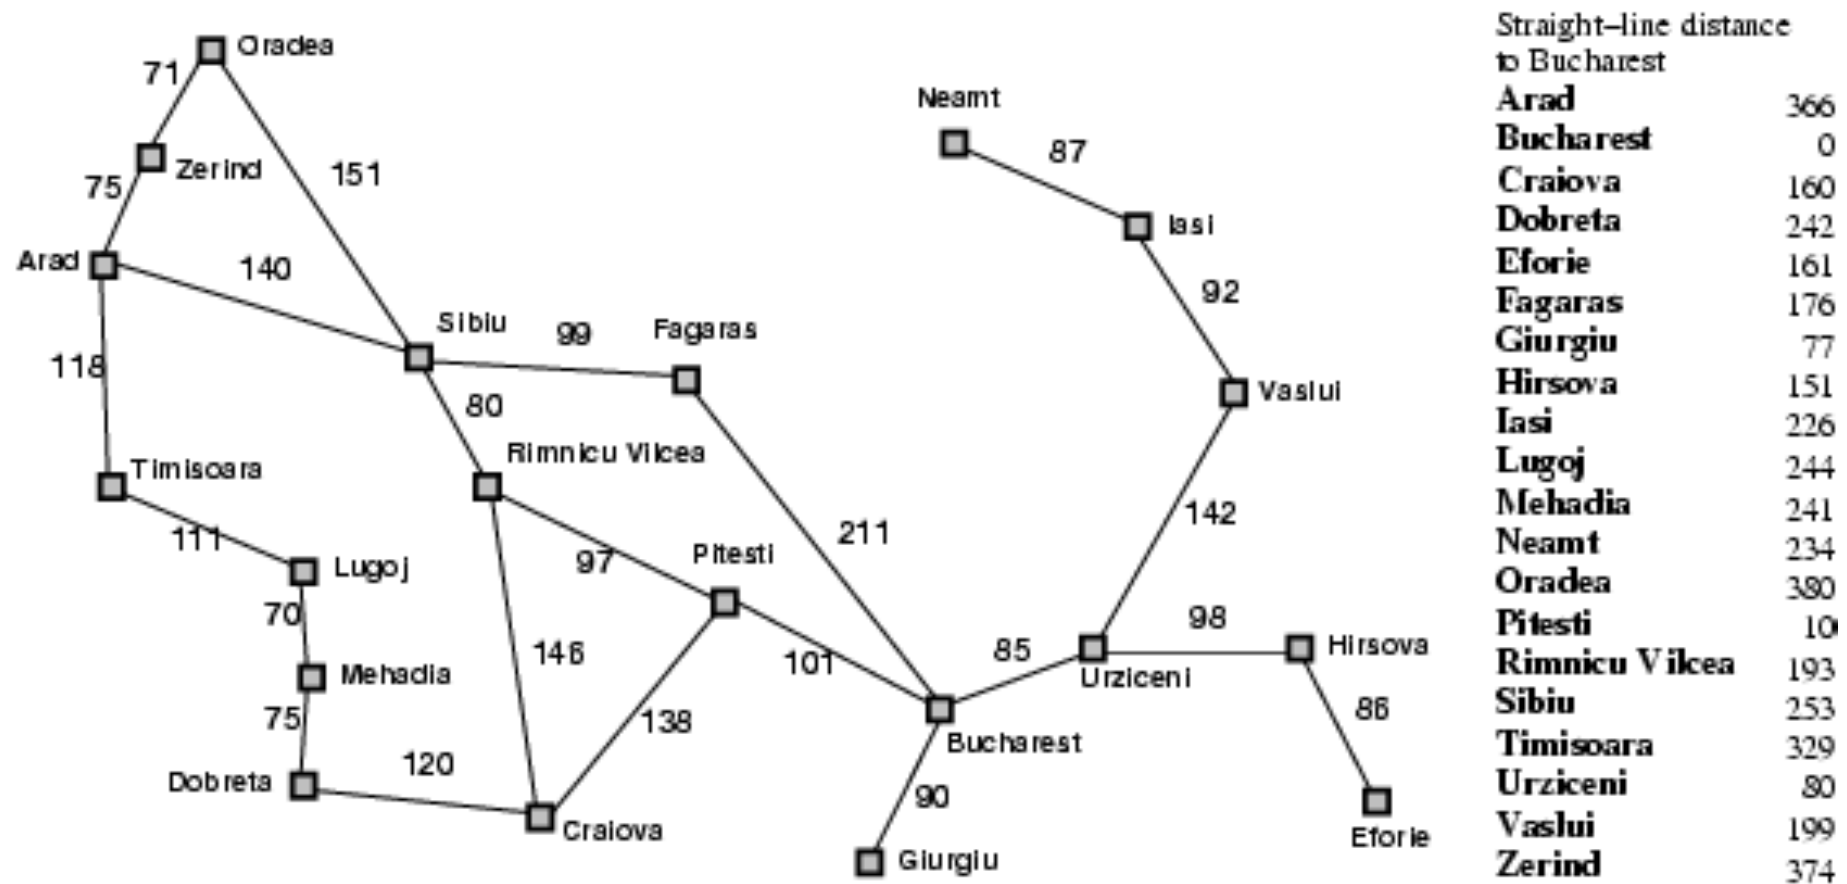 Oradea
71
Neamt
87
Zerind
151
75
Iasi
Arad
140
92
Sibiu
99
Fagaras
118
80
Vaslui
Rimnicu Vilcea
Timisoara
142
111
211
Pitesti
97
Lugoj
70
98
Hirsova
146
85
101
Urziceni
Mehadia
86
75
138
Bucharest
120
Dobreta
90
Craiova
Eforie
Giurgiu
Straight–line distance
to Bucharest
Arad 366
Bucharest 0
Craiova 160
Dobreta 242
Eforie 161
Fagaras 176
Giurgiu 77
Hirsova 151
Iasi 226
Lugoj 244
Mehadia 241
Neamt 234
Oradea 380
Pitesti
Rimnicu Vilcea 193
Sibiu 253
Timisoara 329
Urziceni 80
Vaslui 199
Zerind 374